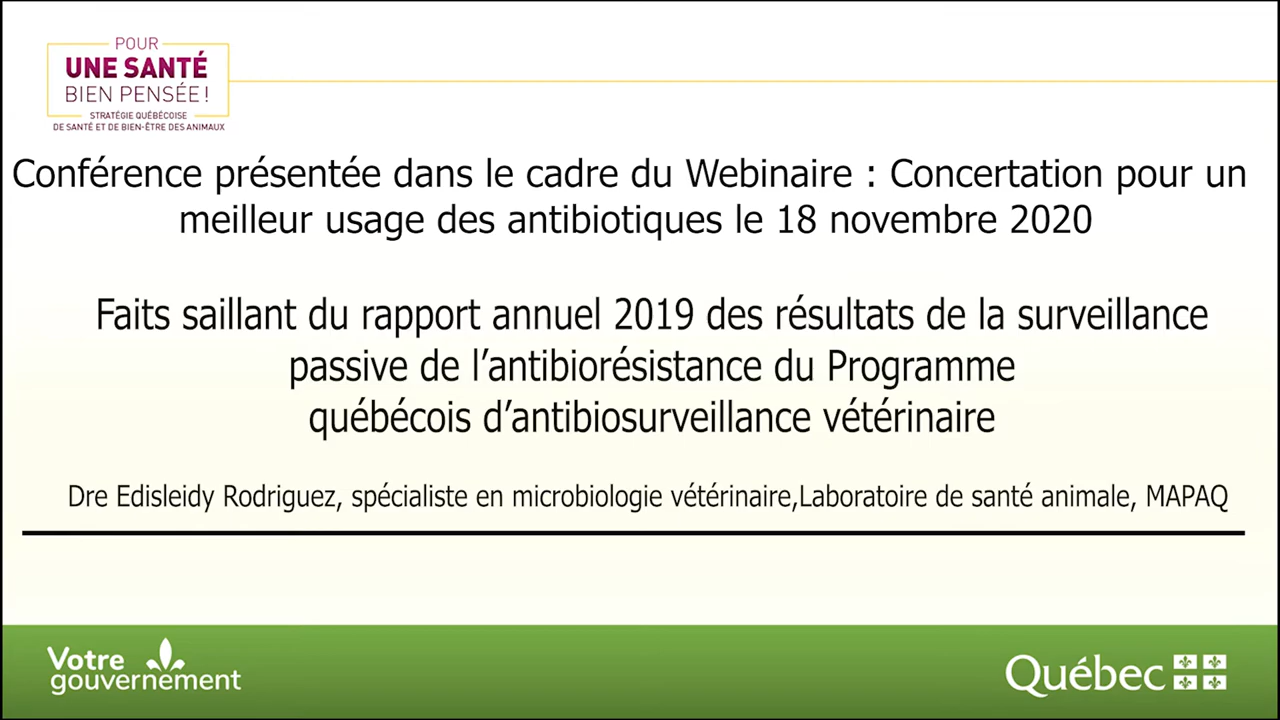 POUR
UNE SANTÉ
BIEN PENSÉE !
STRATÉGIE QUÉBÉCOISE
DE SANTÉ ET DE BIEN-ÊTRE DES ANIMAUX
Conférence présentée dans le cadre du Webinaire : Concertation pour un
meilleur usage des antibiotiques le 18 novembre 2020
Faits saillant du rapport annuel 2019 des résultats de la surveillance
passive de l’antibiorésistance du Programme
québécois d’antibiosurveillance vétérinaire
Dre Edisleidy Rodriguez, spécialiste en microbiologie vétérinaire,Laboratoire de santé animale, MAPAQ
Votre
gouvernement
Québec